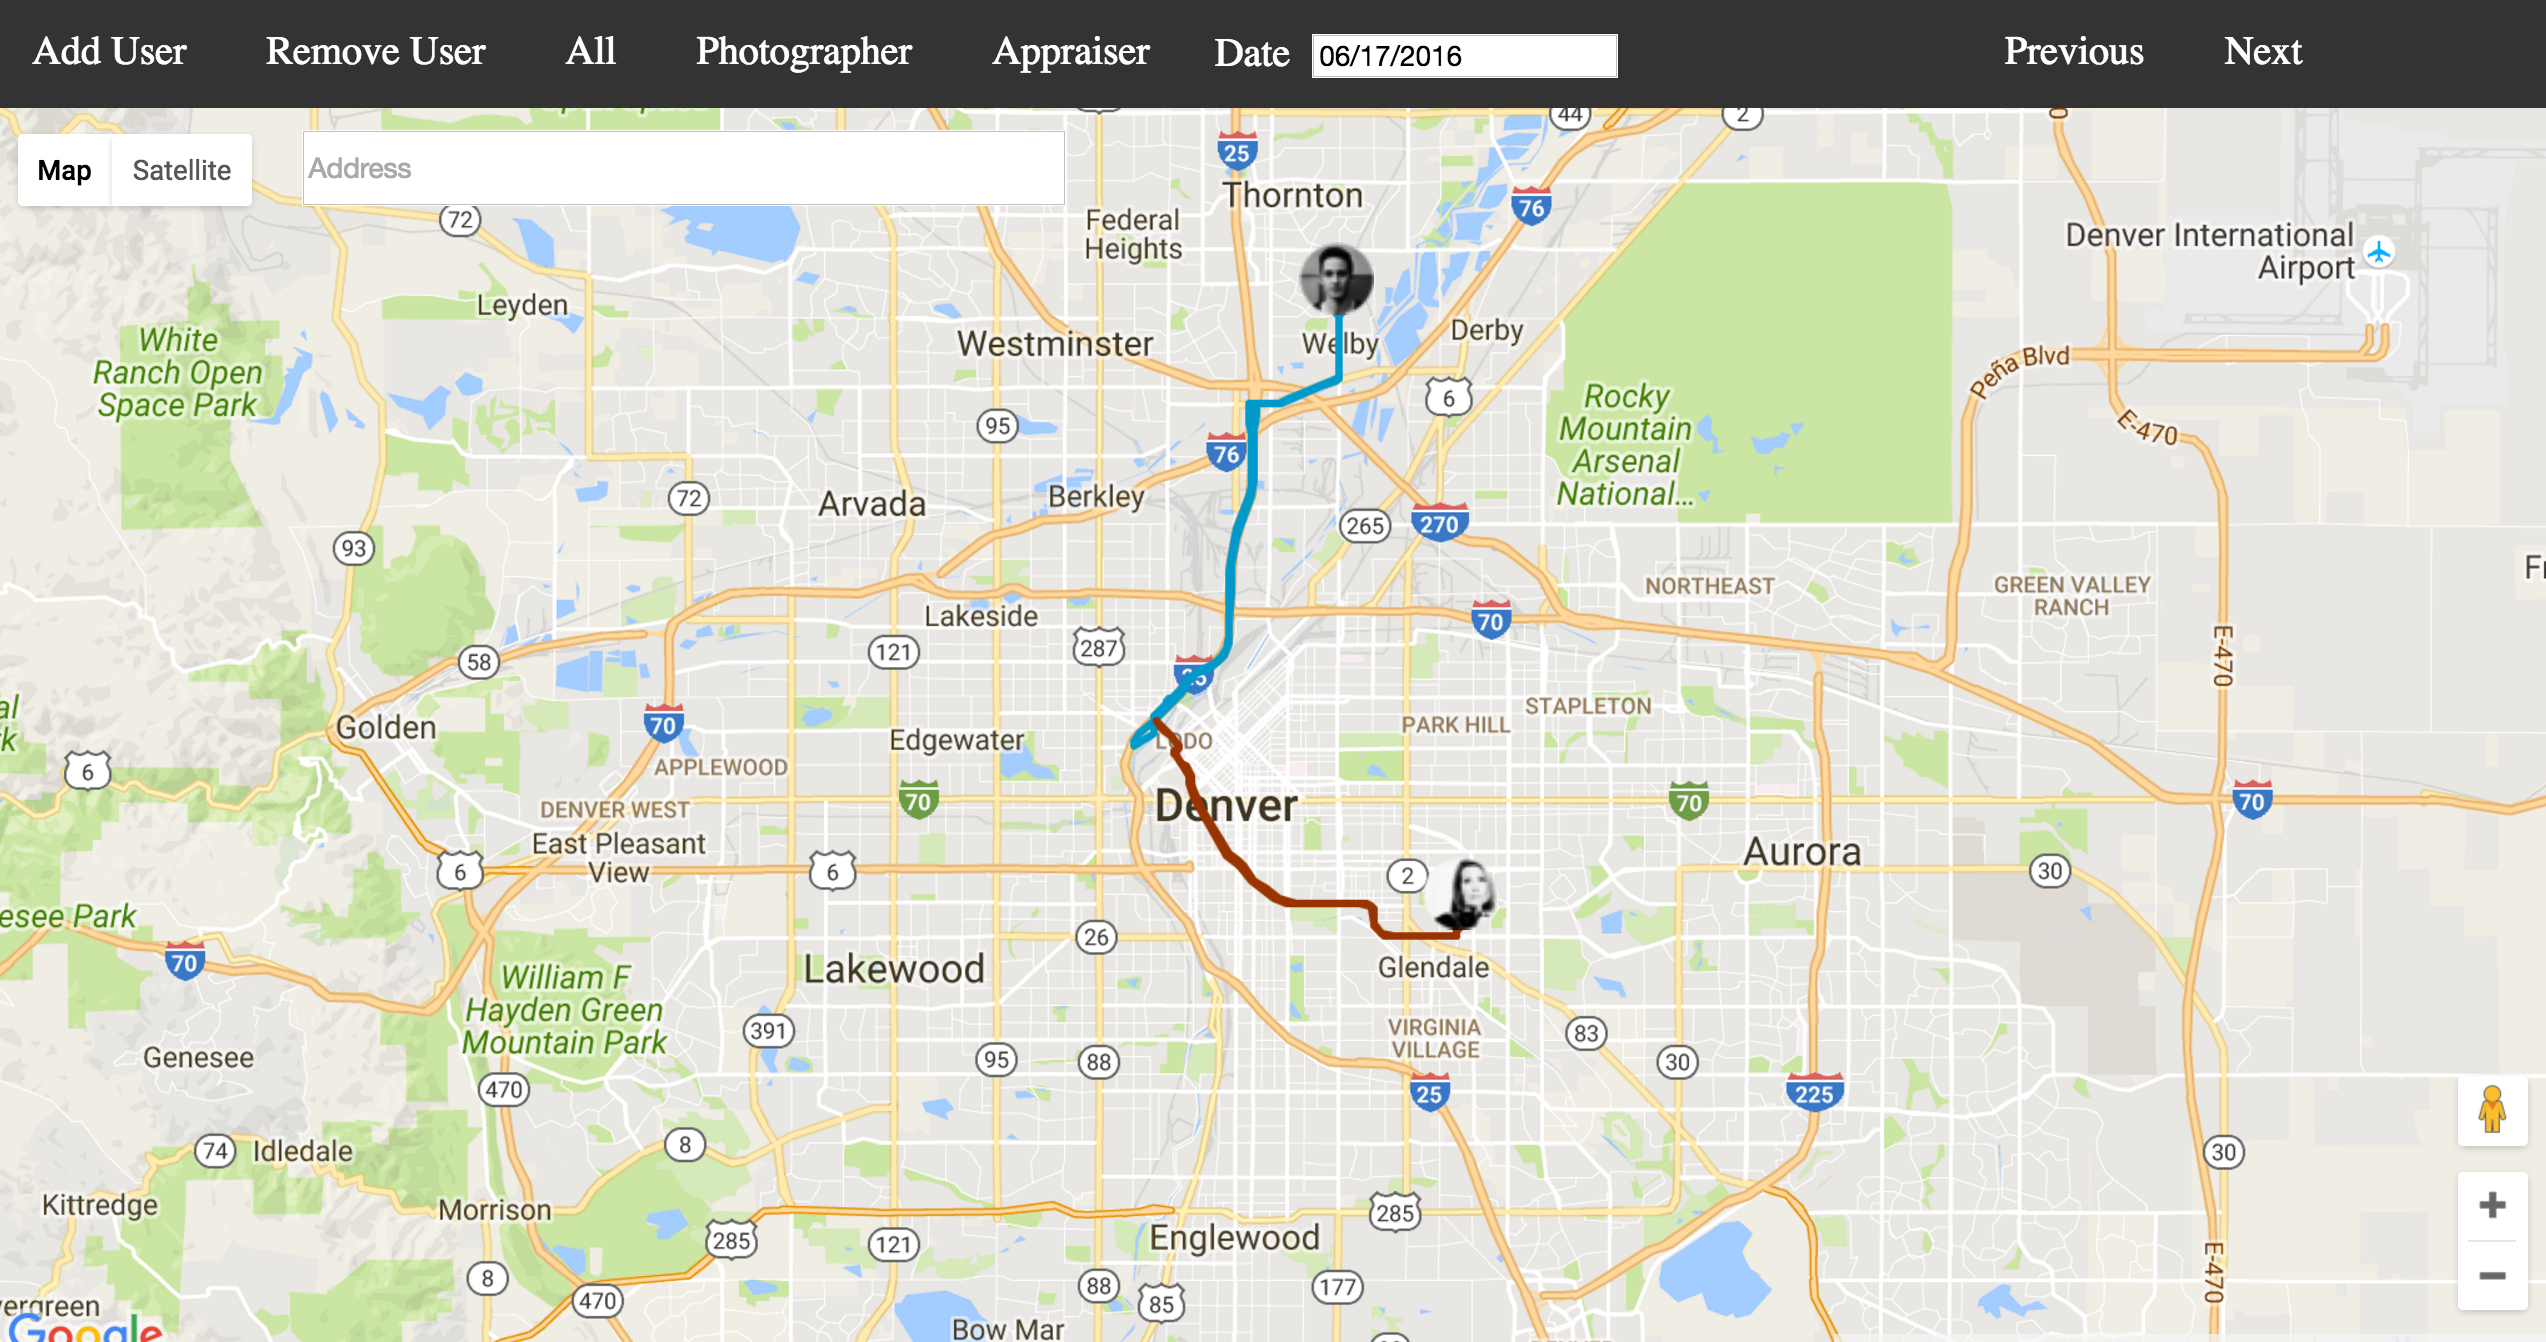 Add User Remove User All Photographer Appraiser Date 06/17/2016 Previous Next
Map Satellite
Address
44
2
25
Thornton
76
72
Federal
Heights
Denver International
Airport
Leyden
White
Ranch Open
Space Park
Westminster
Welby
Derby
Peña Blvd
6
Rocky
Mountain
Arsenal
National...
E-470
95
76
72
Arvada
Berkley
265
270
93
NORTHEAST
GREEN VALLEY
RANCH
Lakeside
70
121
287
58
E-470
25
Golden
70
Edgewater
LODO
PARK HILL
STAPLETON
6
APPLEWOOD
DENVER WEST
70
Denver
70
70
East Pleasant
View
6
6
2
Aurora
30
esee Park
70
26
Lakewood
Glendale
William F
Hayden Green
Mountain Park
391
VIRGINIA
VILLAGE
83
Genesee
95
88
30
470
25
225
74
Idledale
8
30
Kittredge
Morrison
285
285
121
Englewood
E-470
8
88
177
470
85
vergreen
Google
Bow Mar